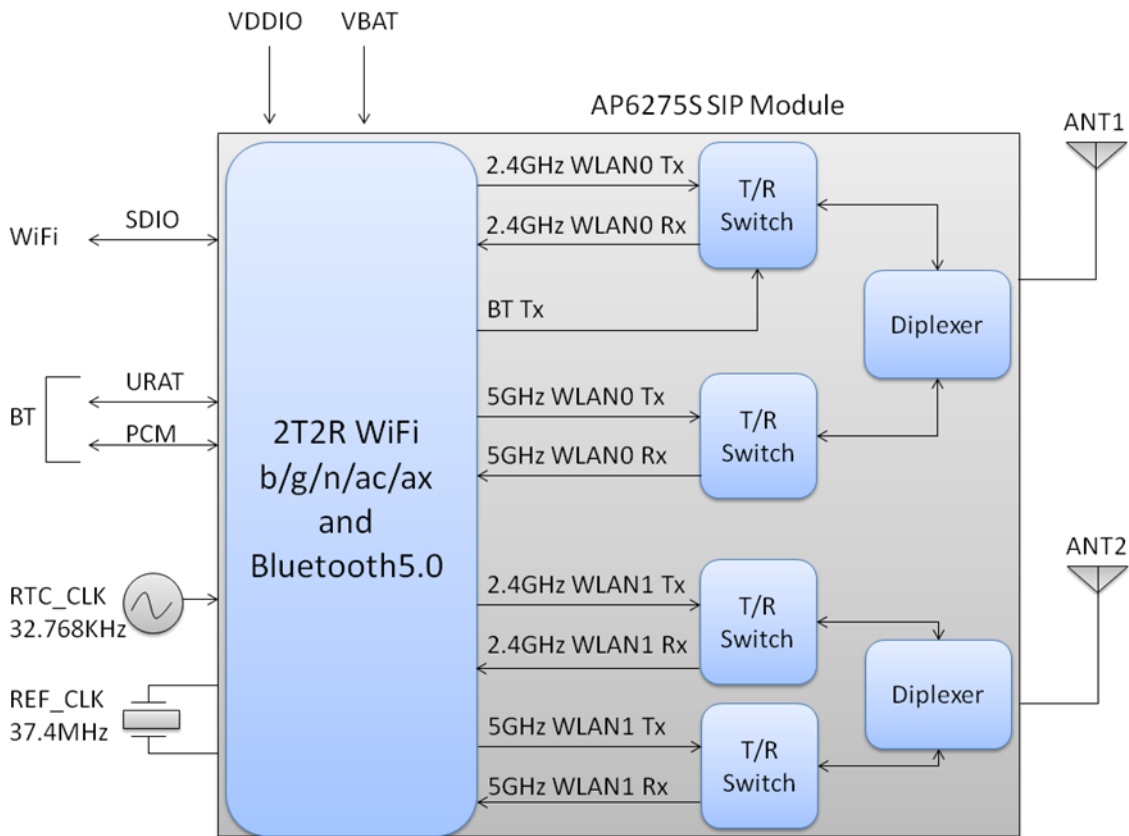 VDDIO
VBAT
AP6275S SIP Module
ANT1
2.4GHz WLAN0 Tx
T/R
Switch
2.4GHz WLAN0 Rx
WiFi
SDIO
BT Tx
Diplexer
BT
URAT
PCM
5GHz WLAN0 Tx
T/R
Switch
5GHz WLAN0 Rx
2T2R WiFi
b/g/n/ac/ax
and
Bluetooth5.0
ANT2
RTC_CLK
32.768KHz
2.4GHz WLAN1 Tx
T/R
Switch
2.4GHz WLAN1 Rx
Diplexer
REF_CLK
37.4MHz
5GHz WLAN1 Tx
T/R
Switch
5GHz WLAN1 Rx